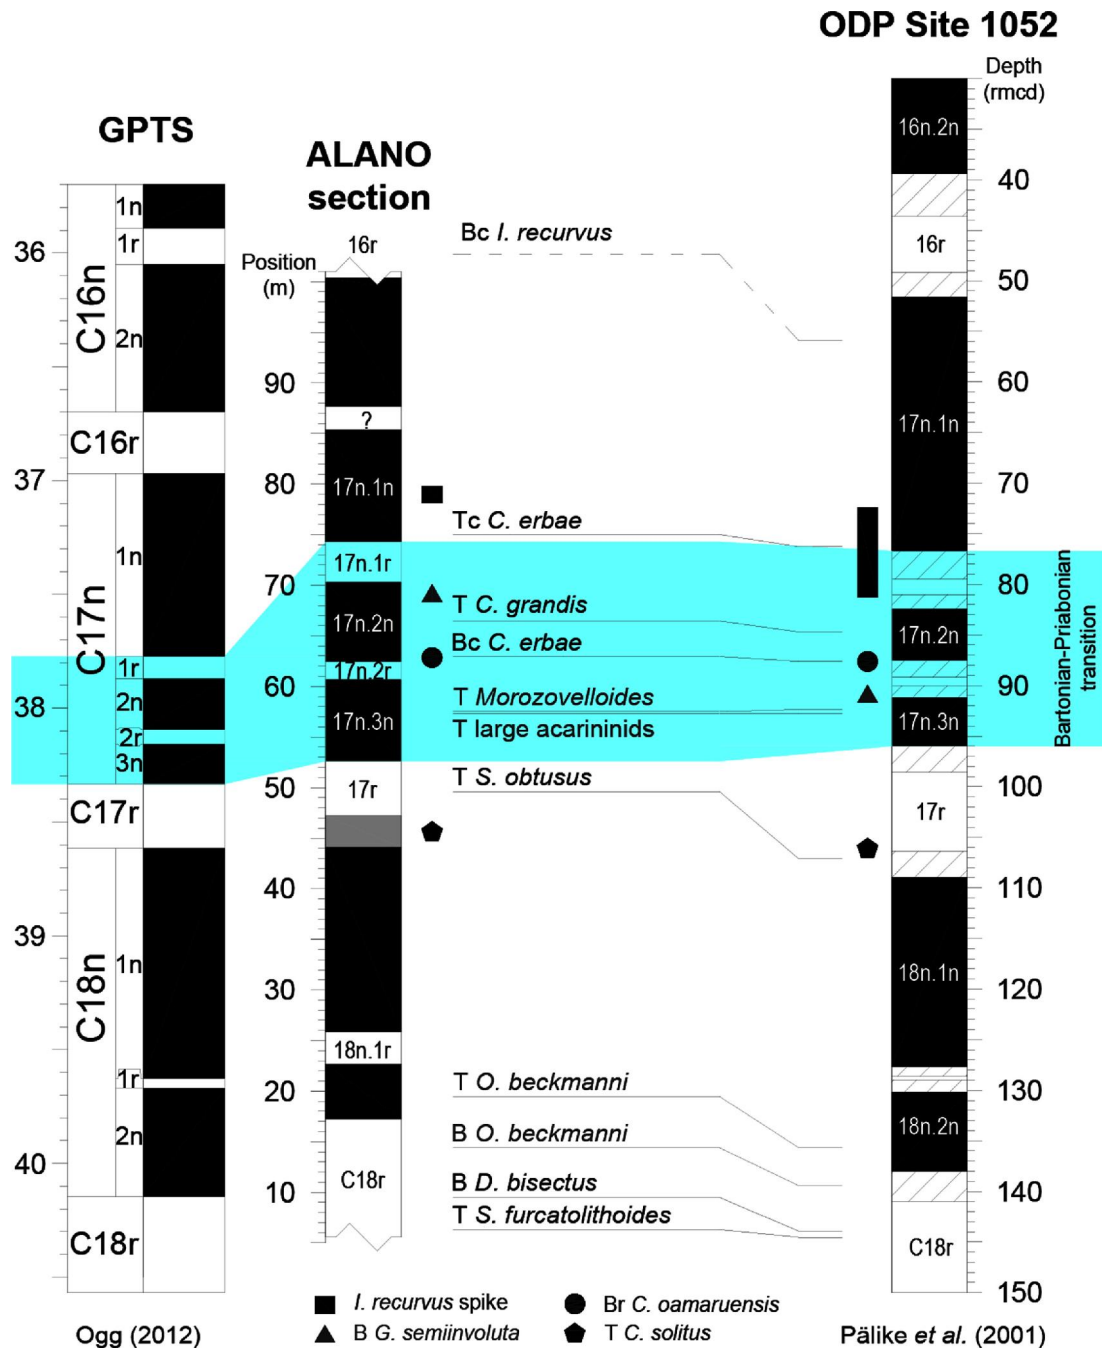 ODP Site 1052
Depth
(rmcd)
GPTS
ALANO
section
Position
(m)
C16n
1n
1r
2n
C16r
C17n
1n
1r
2n
2r
3n
C17r
C18n
1n
1r
2n
C18r
36
37
38
39
40
16r
?
17n.1n
17n.1r
17n.2n
17n.2r
17n.3n
17r
18n.1r
C18r
90
80
70
60
50
40
30
20
10
Bc I. recurvus
Tc C. erbae
T C. grandis
Bc C. erbae
T Morozovelloides
T large acarininids
T S. obtusus
T O. beckmanni
B O. beckmanni
B D. bisectus
T S. furcatolithoides
16n.2n
16r
17n.1n
17n.2n
17n.3n
17r
18n.1n
18n.2n
C18r
40
50
60
70
80
90
100
110
120
130
140
150
Bartonian-Priabonian
transition
I. recurvus spike
Br C. oamaruensis
B G. semiinvoluta
T C. solitus
Ogg (2012)
Pälike et al. (2001)